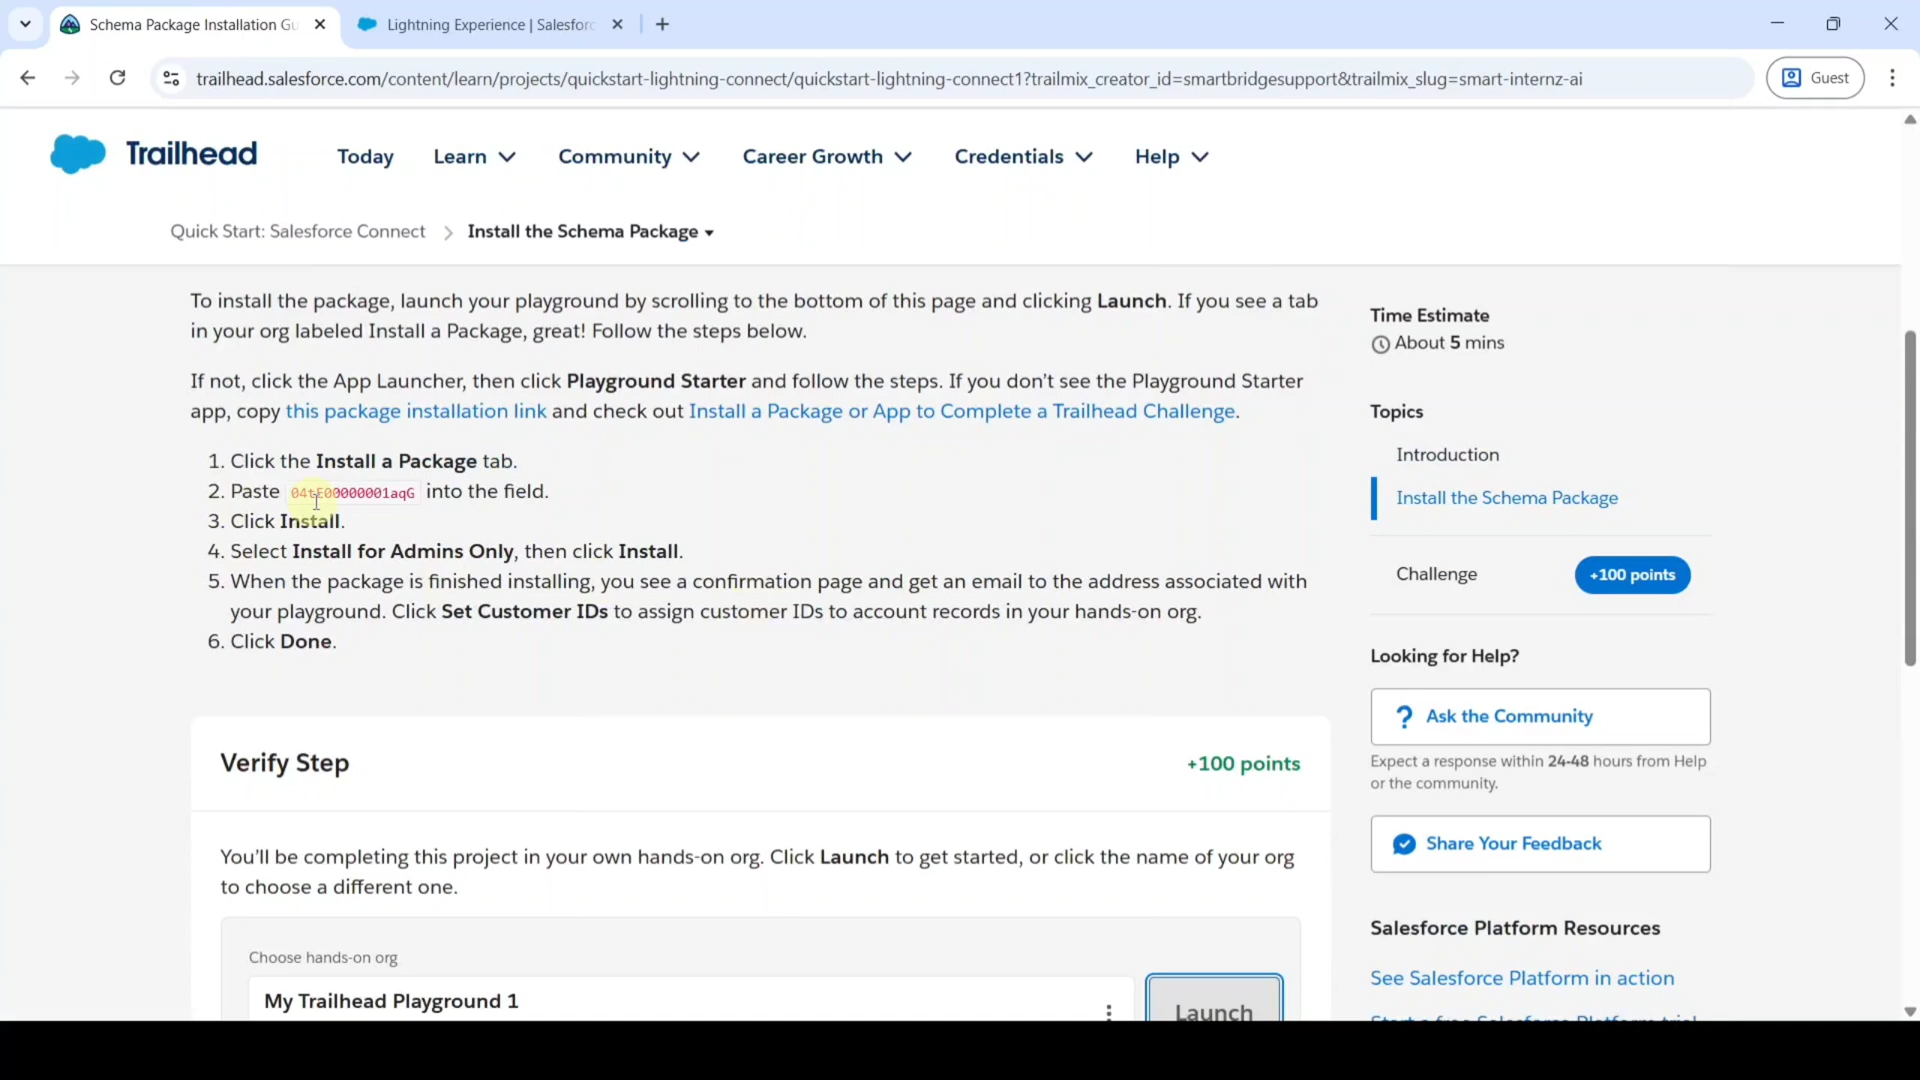 Schema Package Installation Gu
Lightning Experience | Salesforc
trailhead.salesforce.com/content/learn/projects/quickstart-lightning-connect/quickstart-lightning-connect1?trailmix_creator_id=smartbridgesupport&trailmix_slug=smart-internz-ai
Guest
Trailhead
Today
Learn
Community
Career Growth
Credentials
Help
Quick Start: Salesforce Connect
Install the Schema Package
To install the package, launch your playground by scrolling to the bottom of this page and clicking Launch. If you see a tab
in your org labeled Install a Package, great! Follow the steps below.
If not, click the App Launcher, then click Playground Starter and follow the steps. If you don't see the Playground Starter
app, copy this package installation link and check out Install a Package or App to Complete a Trailhead Challenge.
1. Click the Install a Package tab.
2. Paste 04tE00000001aqG into the field.
3. Click Install.
4. Select Install for Admins Only, then click Install.
5. When the package is finished installing, you see a confirmation page and get an email to the address associated with
your playground. Click Set Customer IDs to assign customer IDs to account records in your hands-on org.
6. Click Done.
Verify Step
+100 points
You'll be completing this project in your own hands-on org. Click Launch to get started, or click the name of your org
to choose a different one.
Choose hands-on org
My Trailhead Playground 1
Launch
Time Estimate
About 5 mins
Topics
Introduction
Install the Schema Package
Challenge
+100 points
Looking for Help?
Ask the Community
Expect a response within 24-48 hours from Help
or the community.
Share Your Feedback
Salesforce Platform Resources
See Salesforce Platform in action
Start a free Salesforce Platform trial